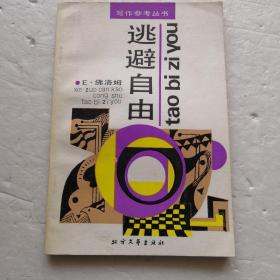 写作参考丛书
逃避自由
tao bi zi you
E·佛洛姆
xie zuo can kao
cong shu
tao bi zi you
北方文艺出版社